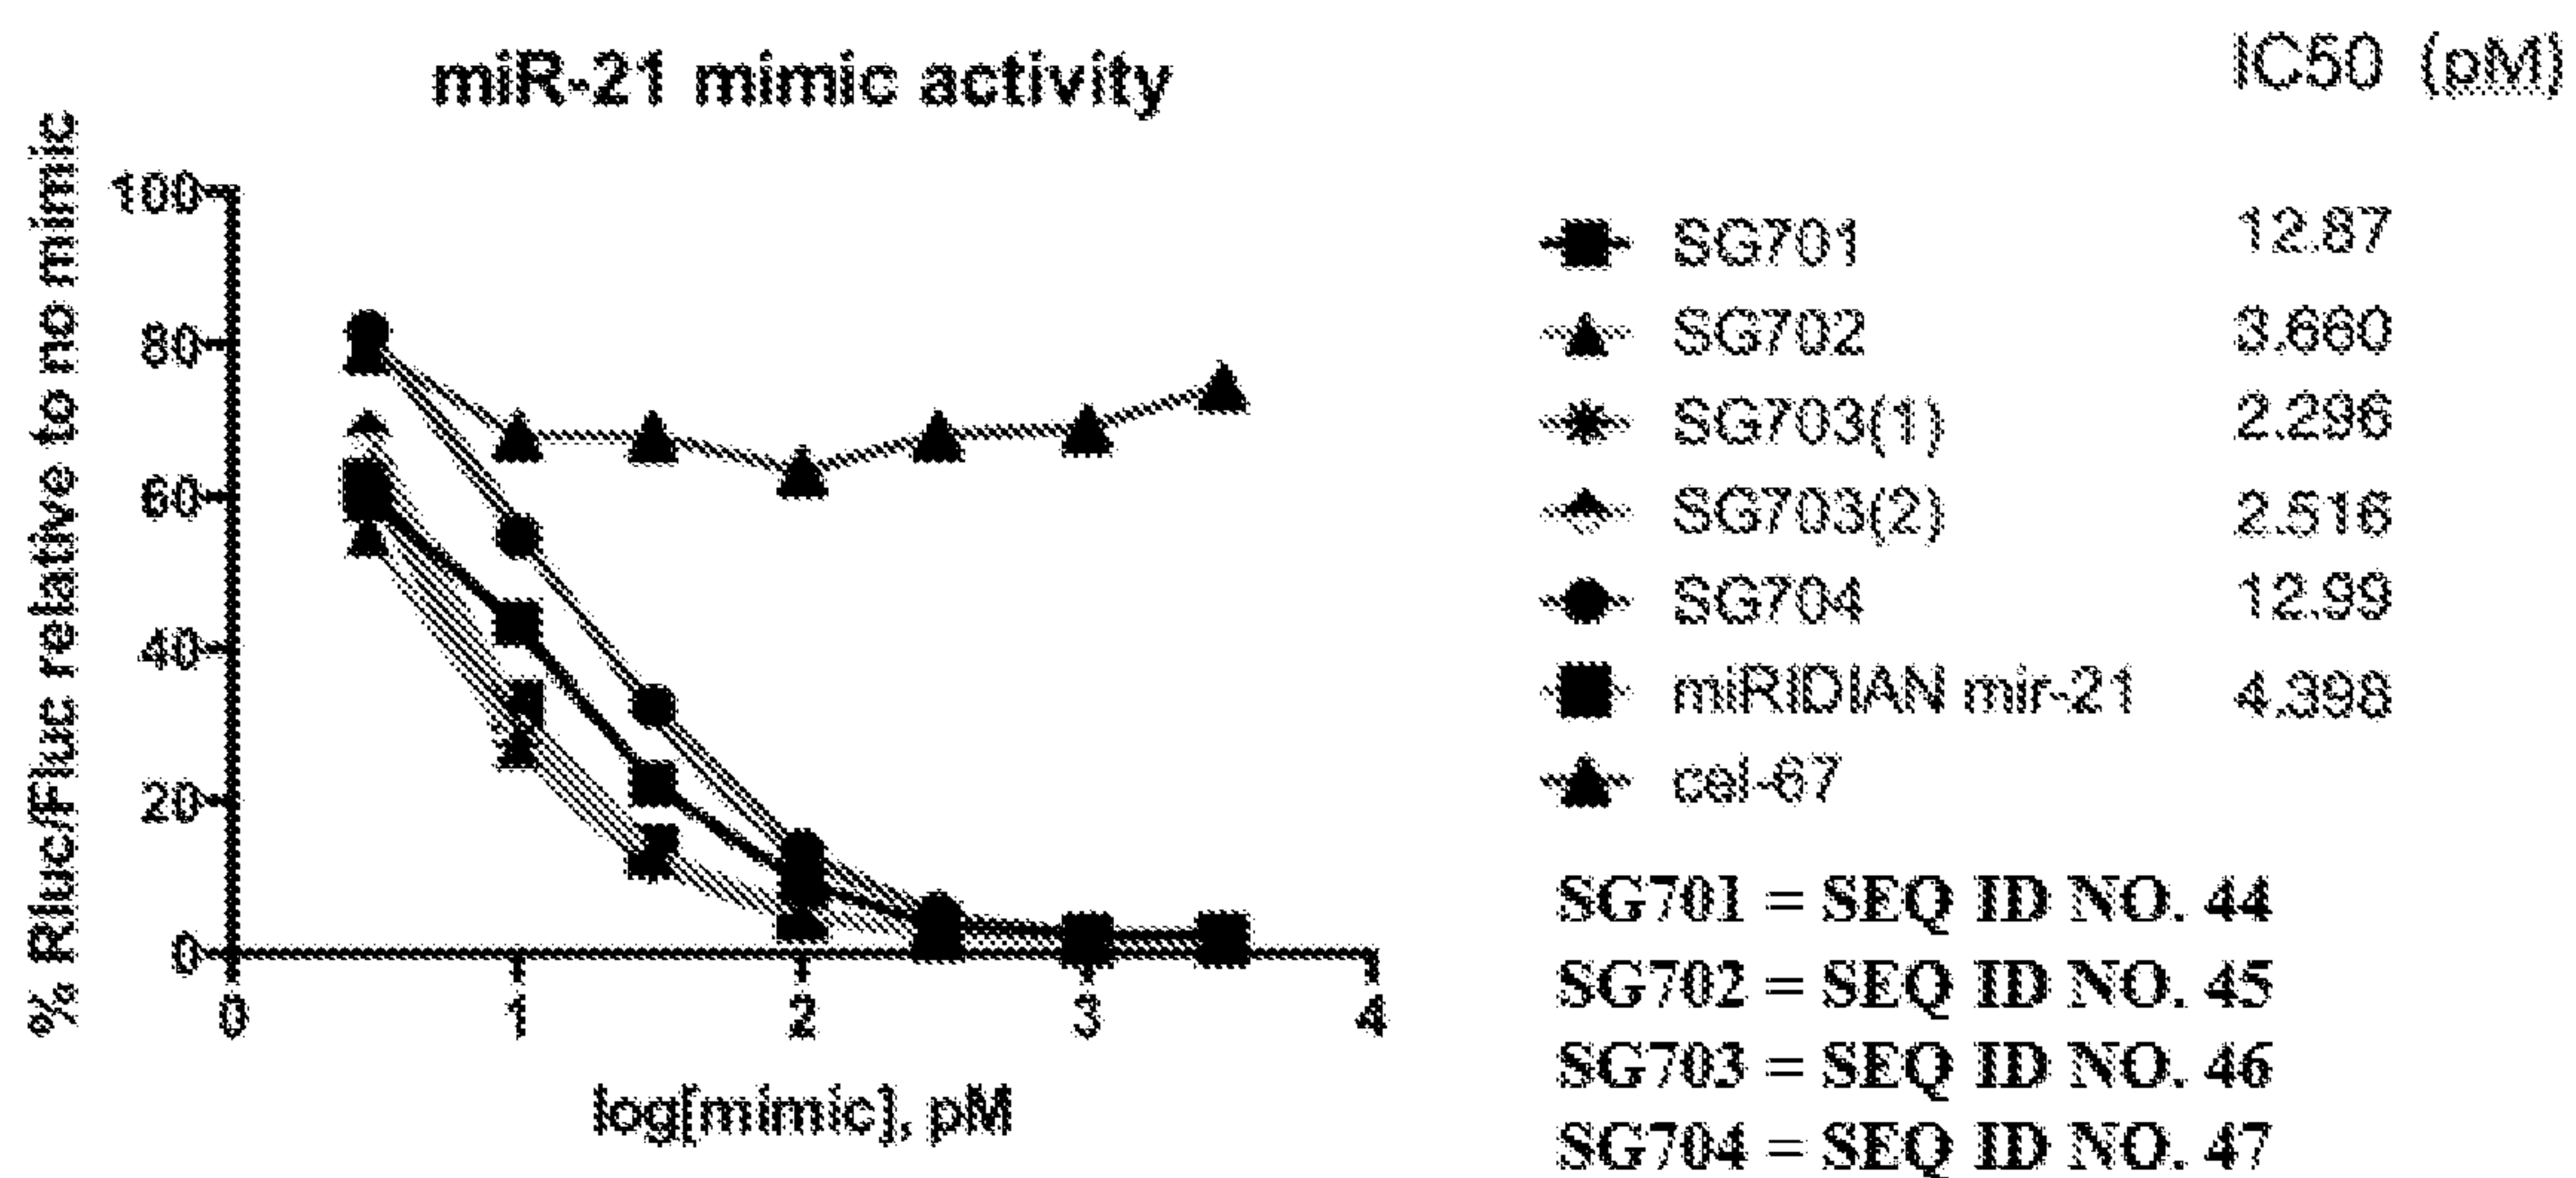 miR-21 mimic activity
IC50 (pM)
% Rluc/Fluc relative to no mimic
100
80
60
40
20
0
0 1 2 3 4
log[mimic], pM
SG701 12.87
SG702 3.660
SG703(1) 2.296
SG703(2) 2.516
SG704 12.99
miRIDIAN mir-21 4.398
cel-67
SG701 = SEQ ID NO. 44
SG702 = SEQ ID NO. 45
SG703 = SEQ ID NO. 46
SG704 = SEQ ID NO. 47